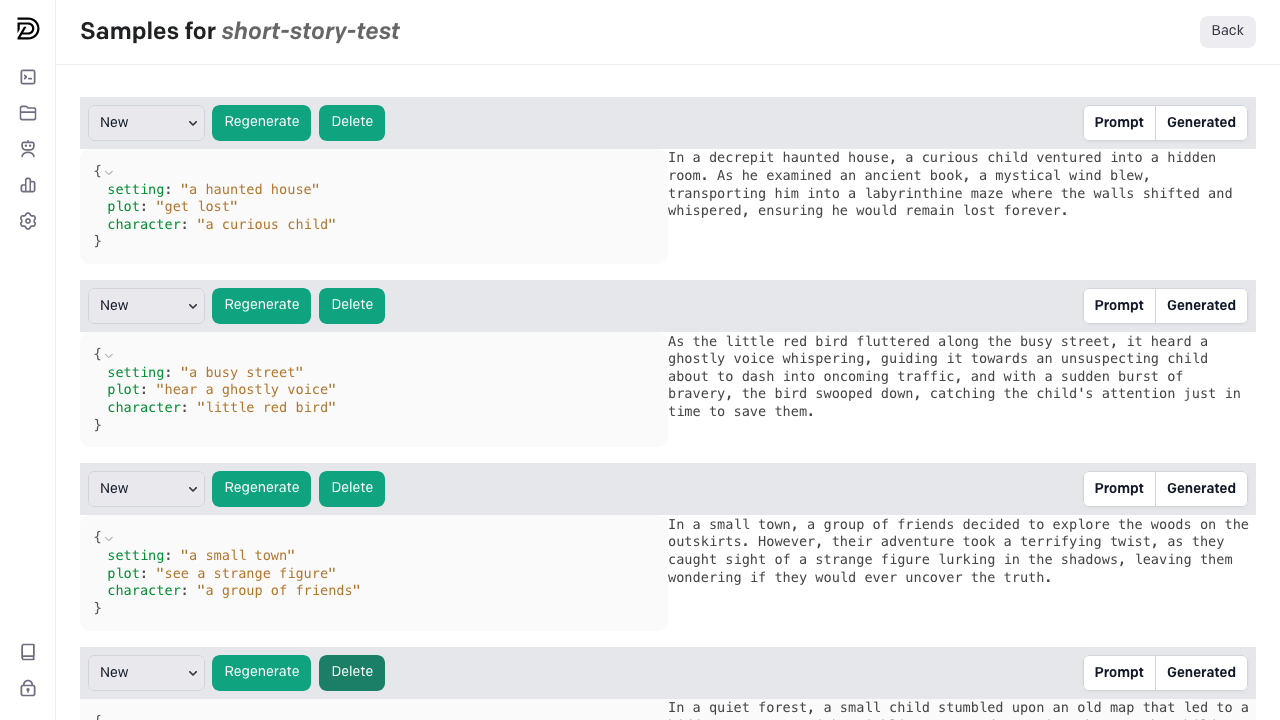 Samples for short-story-test
Back
New
Regenerate
Delete
Prompt
Generated
{
setting: "a haunted house"
plot: "get lost"
character: "a curious child"
}
In a decrepit haunted house, a curious child ventured into a hidden
room. As he examined an ancient book, a mystical wind blew,
transporting him into a labyrinthine maze where the walls shifted and
whispered, ensuring he would remain lost forever.
New
Regenerate
Delete
Prompt
Generated
{
setting: "a busy street"
plot: "hear a ghostly voice"
character: "little red bird"
}
As the little red bird fluttered along the busy street, it heard a
ghostly voice whispering, guiding it towards an unsuspecting child
about to dash into oncoming traffic, and with a sudden burst of
bravery, the bird swooped down, catching the child's attention just in
time to save them.
New
Regenerate
Delete
Prompt
Generated
{
setting: "a small town"
plot: "see a strange figure"
character: "a group of friends"
}
In a small town, a group of friends decided to explore the woods on the
outskirts. However, their adventure took a terrifying twist, as they
caught sight of a strange figure lurking in the shadows, leaving them
wondering if they would ever uncover the truth.
New
Regenerate
Delete
Prompt
Generated
{
In a quiet forest, a small child stumbled upon an old map that led to a